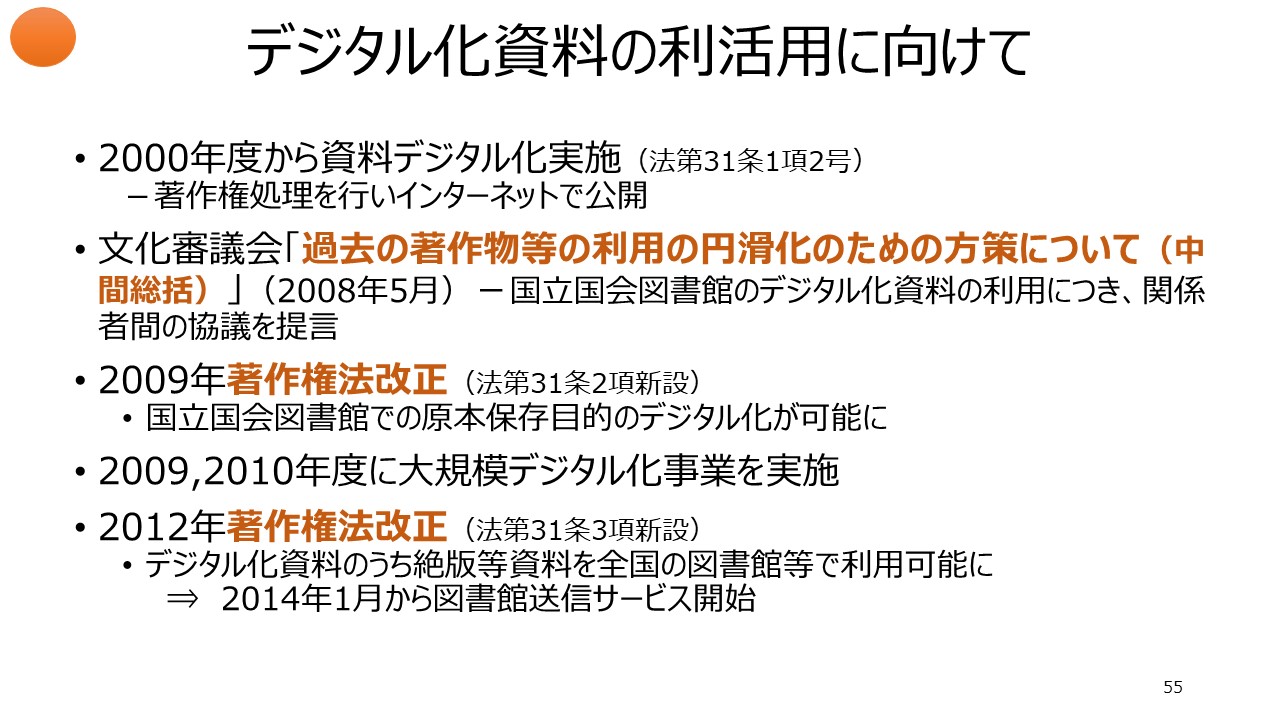 デジタル化資料の利活用に向けて
• 2000年度から資料デジタル化実施（法第31条1項2号）
－著作権処理を行いインターネットで公開
• 文化審議会「過去の著作物等の利用の円滑化のための方策について（中
間総括）」（2008年5月）－国立国会図書館のデジタル化資料の利用につき、関係
者間の協議を提言
• 2009年著作権法改正（法第31条2項新設）
• 国立国会図書館での原本保存目的のデジタル化が可能に
• 2009,2010年度に大規模デジタル化事業を実施
• 2012年著作権法改正（法第31条3項新設）
• デジタル化資料のうち絶版等資料を全国の図書館等で利用可能に
⇒ 2014年1月から図書館送信サービス開始
55